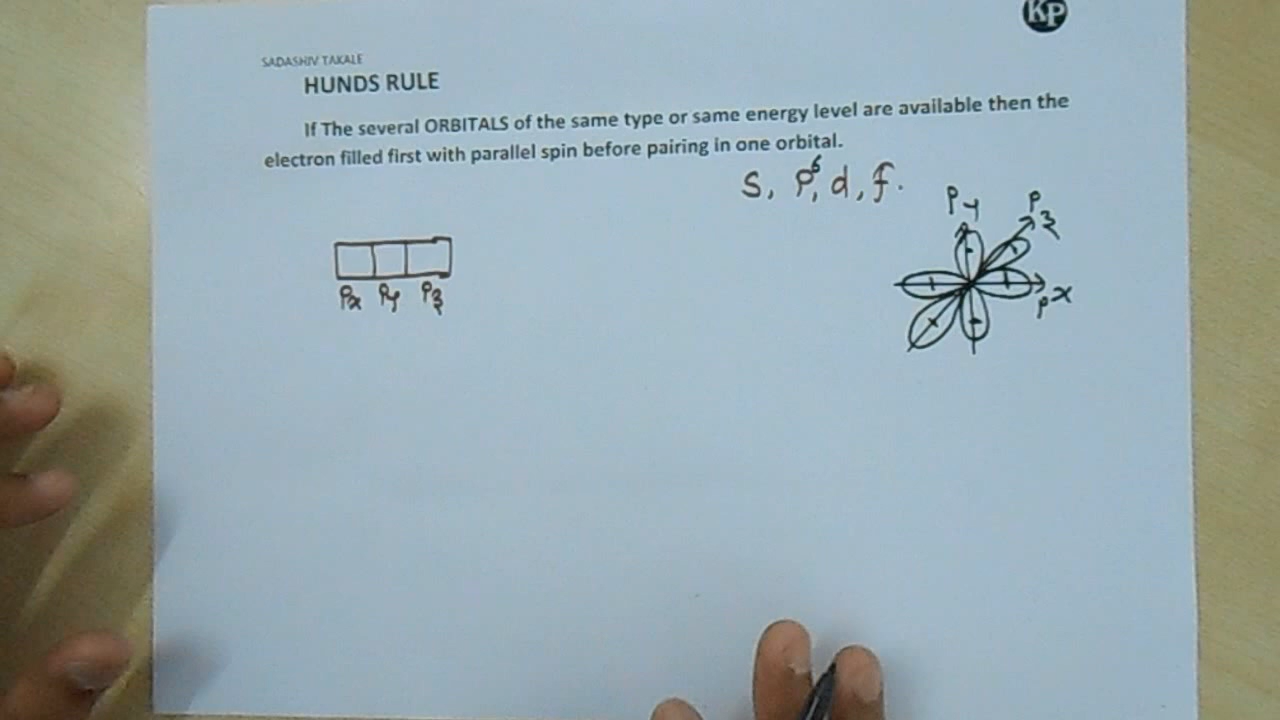 KP
SADASHIV TAKALE
HUNDS RULE
If The several ORBITALS of the same type or same energy level are available then the
electron filled first with parallel spin before pairing in one orbital.
s, p⁶, d, f.
Py Pz
Px
Px Py Pz